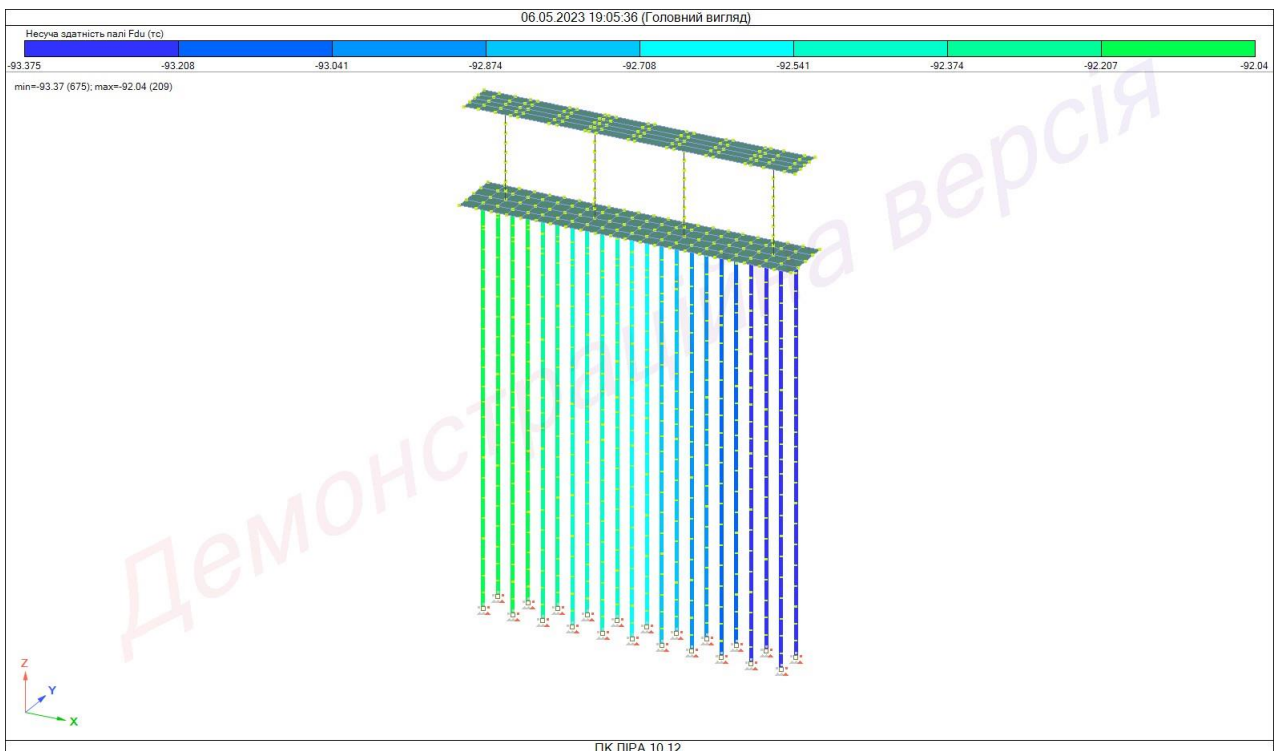 06.05.2023 19:05:36 (Головний вигляд)
Несуча здатність палі Fdu (тс)
-93.375 -93.208 -93.041 -92.874 -92.708 -92.541 -92.374 -92.207 -92.04
min=-93.37 (675); max=-92.04 (209)
Демонстраційна версія
Z
Y
X
ПК ЛІРА 10.12